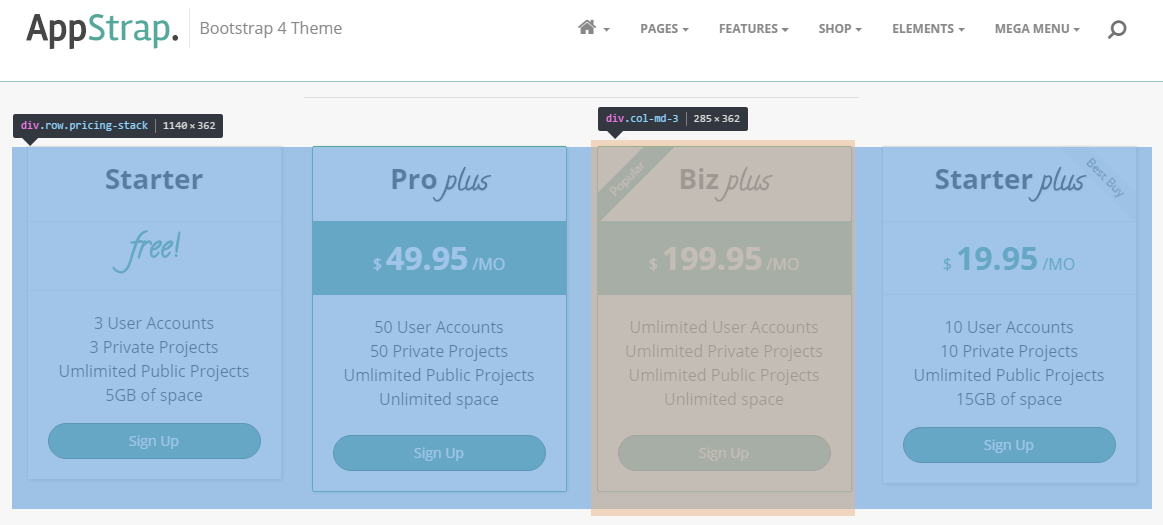 AppStrap. Bootstrap 4 Theme PAGES FEATURES SHOP ELEMENTS MEGA MENU
div.row.pricing-stack 1140×362
div.col-md-3 285×362
Starter
free!
3 User Accounts
3 Private Projects
Umlimited Public Projects
5GB of space
Sign Up
Pro plus
$ 49.95 /MO
50 User Accounts
50 Private Projects
Umlimited Public Projects
Unlimited space
Sign Up
Popular
Biz plus
$ 199.95 /MO
Umlimited User Accounts
Umlimited Private Projects
Umlimited Public Projects
Unlimited space
Sign Up
Best Buy
Starter plus
$ 19.95 /MO
10 User Accounts
10 Private Projects
Umlimited Public Projects
15GB of space
Sign Up